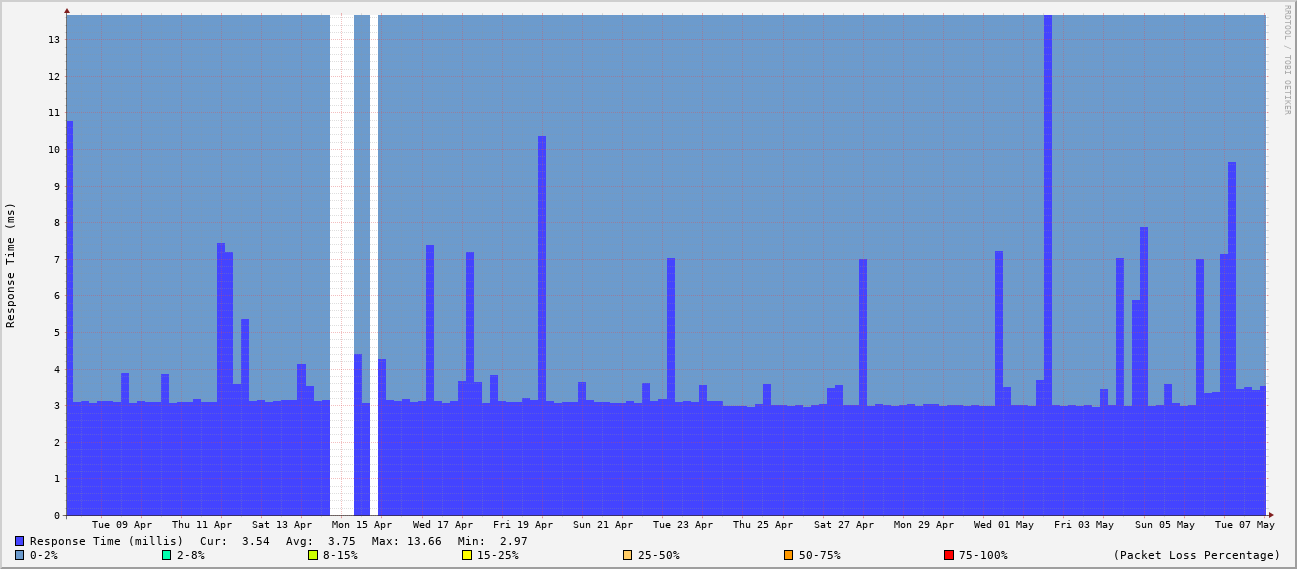 RRDTOOL / TOBI OETIKER
Response Time (ms)
13
12
11
10
9
8
7
6
5
4
3
2
1
0
Tue 09 Apr Thu 11 Apr Sat 13 Apr Mon 15 Apr Wed 17 Apr Fri 19 Apr Sun 21 Apr Tue 23 Apr Thu 25 Apr Sat 27 Apr Mon 29 Apr Wed 01 May Fri 03 May Sun 05 May Tue 07 May
Response Time (millis) Cur: 3.54 Avg: 3.75 Max: 13.66 Min: 2.97
0-2% 2-8% 8-15% 15-25% 25-50% 50-75% 75-100% (Packet Loss Percentage)